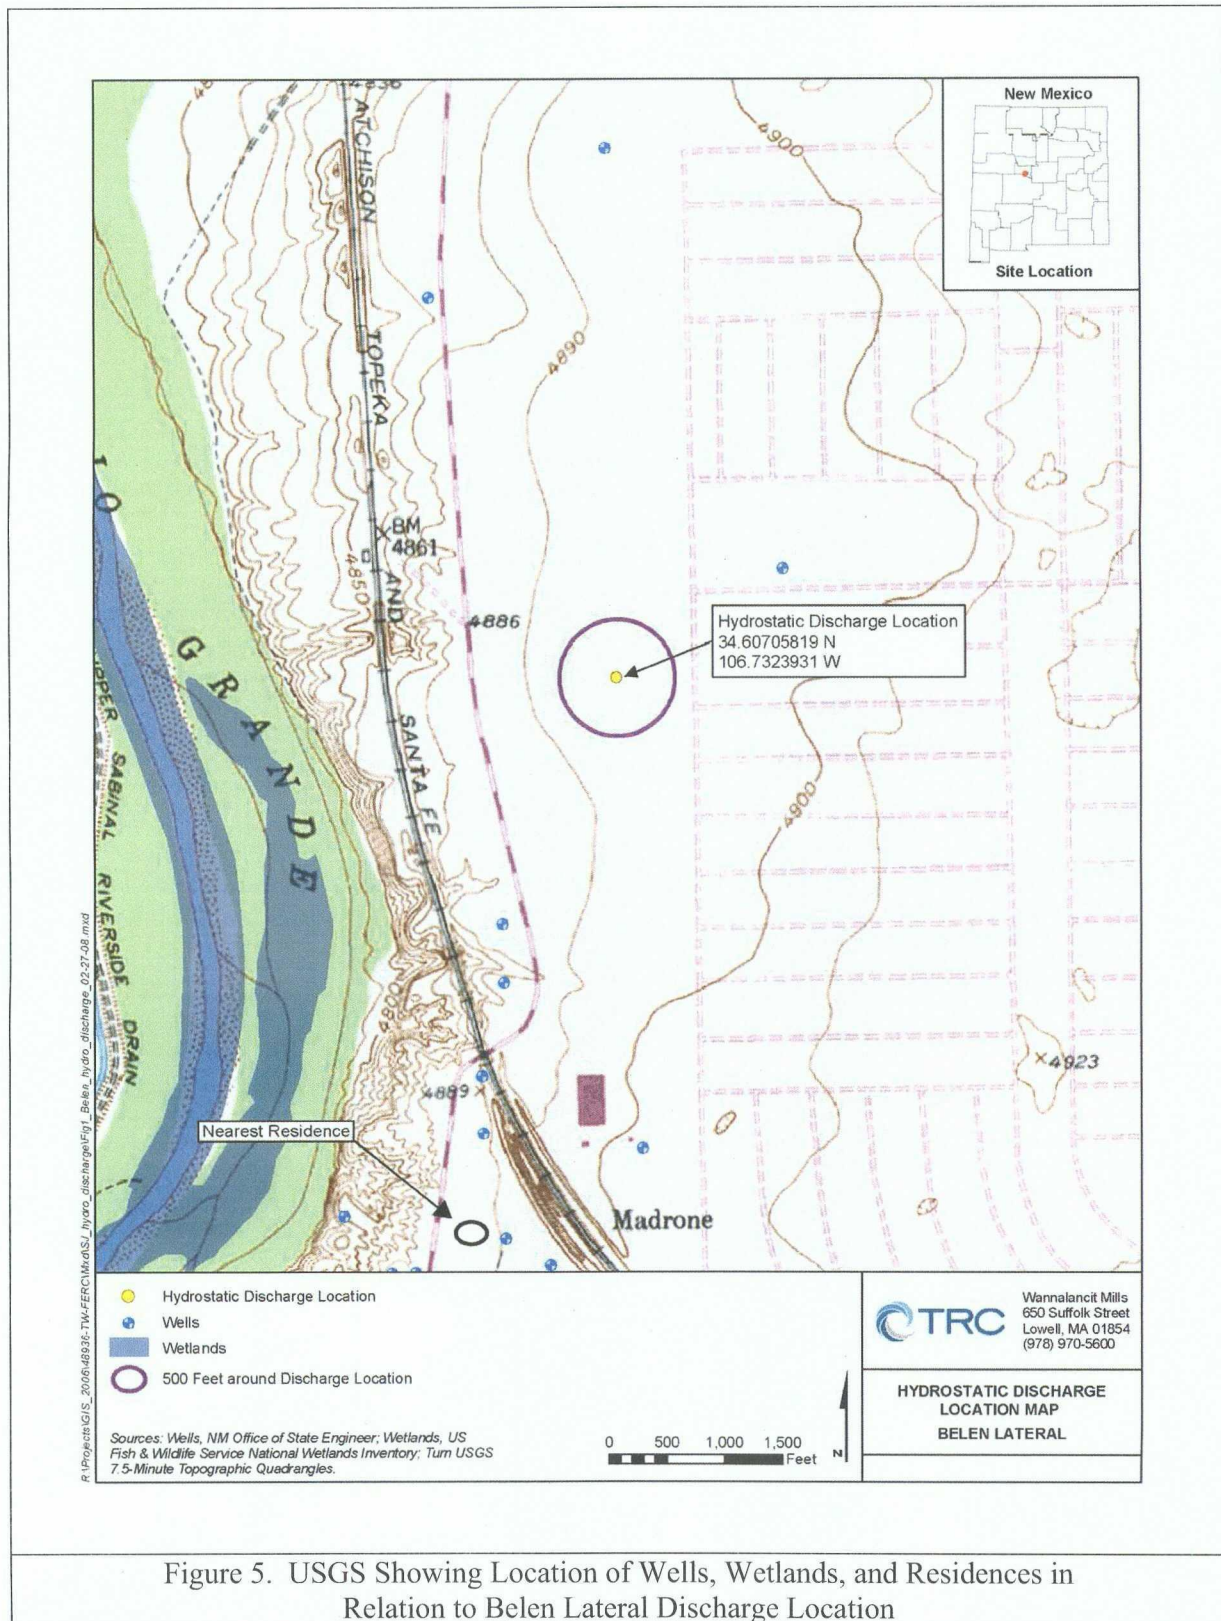 New Mexico
Site Location
ATCHISON
TOPEKA
AND
SANTA FE
4900
4890
BM
4861
4850
4886
Hydrostatic Discharge Location
34.60705819 N
106.7323931 W
GRANDE
UPPER
SABINAL
RIVERSIDE
DRAIN
4900
4800
4889
4923
Nearest Residence
Madrone
R:\Projects\GIS_2006\48936-TW-FERC\Mxd\SJ_hydro_discharge\Fig1_Belen_hydro_discharge_02-27-08.mxd
Hydrostatic Discharge Location
Wells
Wetlands
500 Feet around Discharge Location
Sources: Wells, NM Office of State Engineer; Wetlands, US
Fish & Wildlife Service National Wetlands Inventory; Turn USGS
7.5-Minute Topographic Quadrangles.
0 500 1,000 1,500
Feet
N
TRC
Wannalancit Mills
650 Suffolk Street
Lowell, MA 01854
(978) 970-5600
HYDROSTATIC DISCHARGE
LOCATION MAP
BELEN LATERAL
Figure 5. USGS Showing Location of Wells, Wetlands, and Residences in
Relation to Belen Lateral Discharge Location